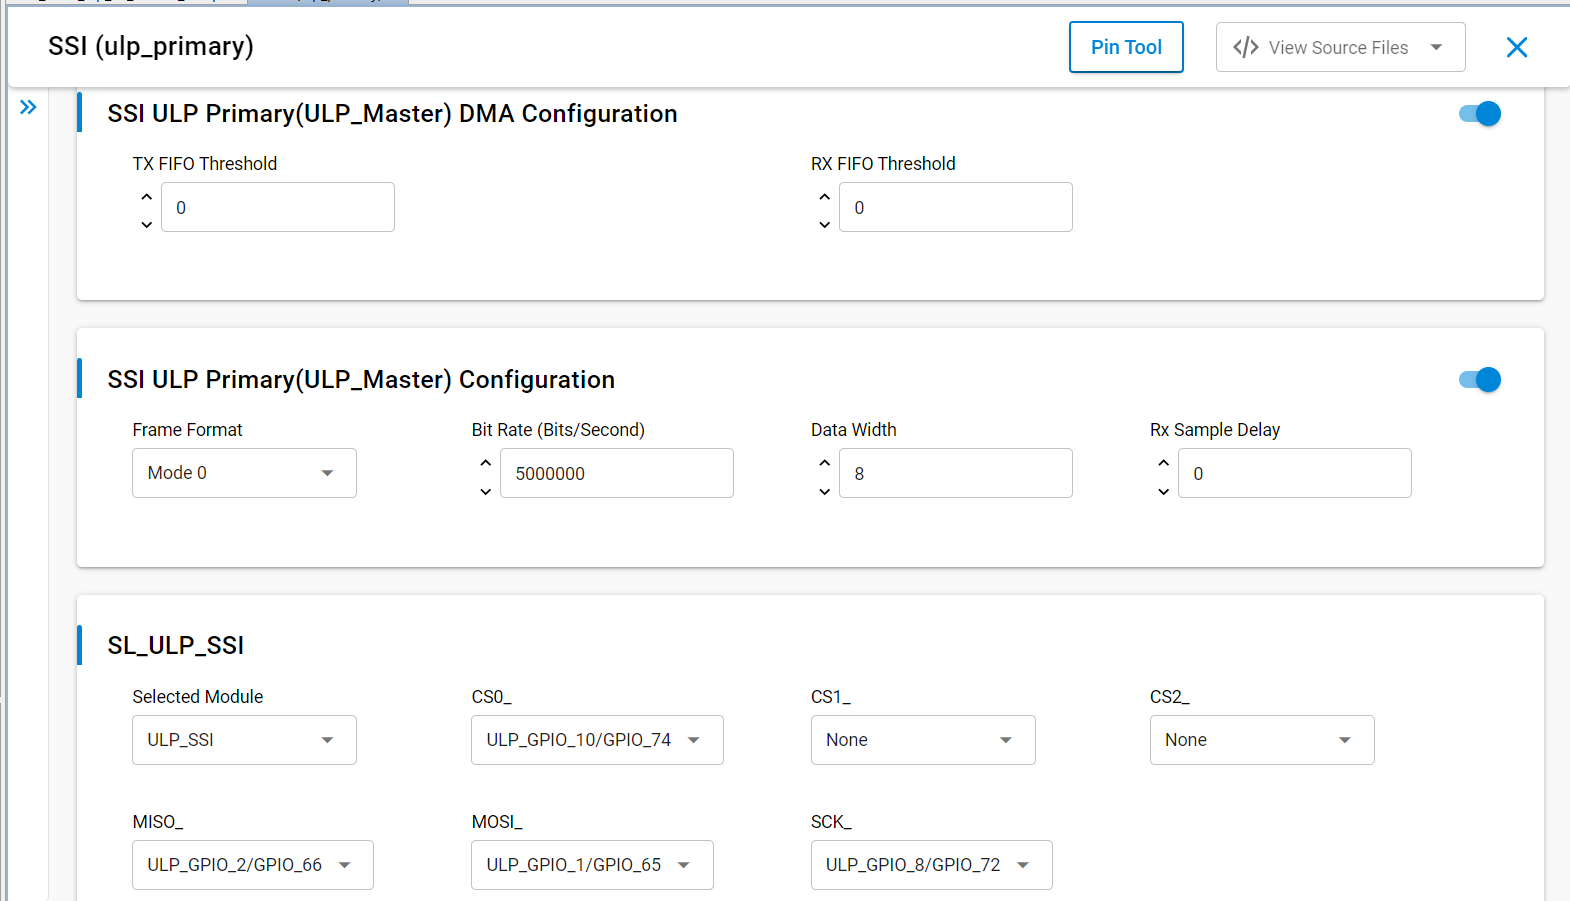 SSI (ulp_primary)
Pin Tool
View Source Files
SSI ULP Primary(ULP_Master) DMA Configuration
TX FIFO Threshold
RX FIFO Threshold
0
0
SSI ULP Primary(ULP_Master) Configuration
Frame Format
Bit Rate (Bits/Second)
Data Width
Rx Sample Delay
Mode 0
5000000
8
0
SL_ULP_SSI
Selected Module
CS0_
CS1_
CS2_
ULP_SSI
ULP_GPIO_10/GPIO_74
None
None
MISO_
MOSI_
SCK_
ULP_GPIO_2/GPIO_66
ULP_GPIO_1/GPIO_65
ULP_GPIO_8/GPIO_72